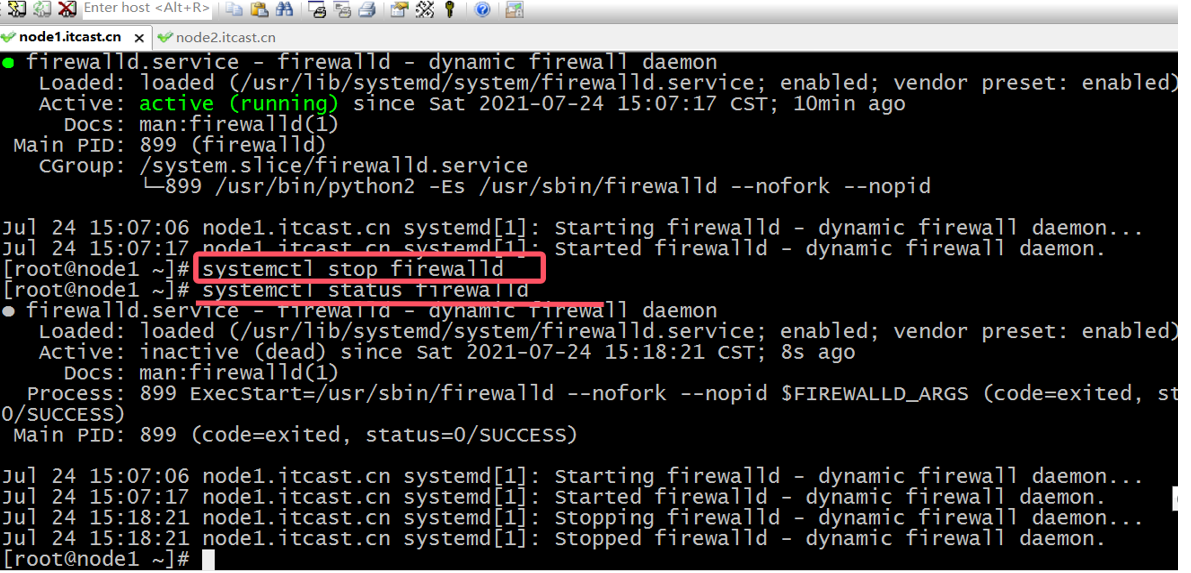 Enter host <Alt+R>
node1.itcast.cn × node2.itcast.cn
● firewalld.service - firewalld - dynamic firewall daemon
Loaded: loaded (/usr/lib/systemd/system/firewalld.service; enabled; vendor preset: enabled)
Active: active (running) since Sat 2021-07-24 15:07:17 CST; 10min ago
Docs: man:firewalld(1)
Main PID: 899 (firewalld)
CGroup: /system.slice/firewalld.service
└─899 /usr/bin/python2 -Es /usr/sbin/firewalld --nofork --nopid
Jul 24 15:07:06 node1.itcast.cn systemd[1]: Starting firewalld - dynamic firewall daemon...
Jul 24 15:07:17 node1.itcast.cn systemd[1]: Started firewalld - dynamic firewall daemon.
[root@node1 ~]# systemctl stop firewalld
[root@node1 ~]# systemctl status firewalld
● firewalld.service - firewalld - dynamic firewall daemon
Loaded: loaded (/usr/lib/systemd/system/firewalld.service; enabled; vendor preset: enabled)
Active: inactive (dead) since Sat 2021-07-24 15:18:21 CST; 8s ago
Docs: man:firewalld(1)
Process: 899 ExecStart=/usr/sbin/firewalld --nofork --nopid $FIREWALLD_ARGS (code=exited, st
0/SUCCESS)
Main PID: 899 (code=exited, status=0/SUCCESS)
Jul 24 15:07:06 node1.itcast.cn systemd[1]: Starting firewalld - dynamic firewall daemon...
Jul 24 15:07:17 node1.itcast.cn systemd[1]: Started firewalld - dynamic firewall daemon.
Jul 24 15:18:21 node1.itcast.cn systemd[1]: Stopping firewalld - dynamic firewall daemon...
Jul 24 15:18:21 node1.itcast.cn systemd[1]: Stopped firewalld - dynamic firewall daemon.
[root@node1 ~]#